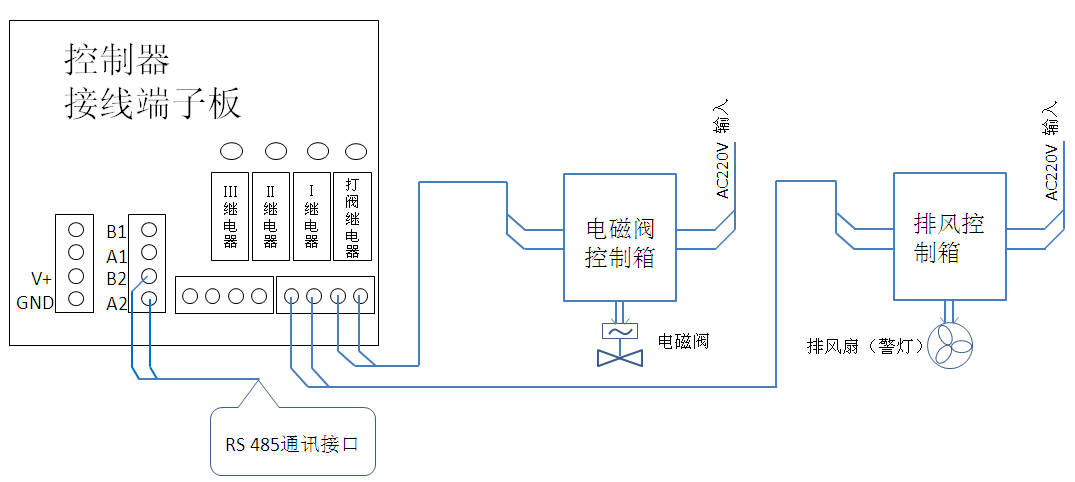 控制器
接线端子板
III
继
电
器
II
继
电
器
I
继
电
器
打
阀
继
电
器
B1
A1
V+
B2
GND
A2
RS 485通讯接口
电磁阀
控制箱
AC220V 输入
电磁阀
排风控
制箱
AC220V 输入
排风扇（警灯）